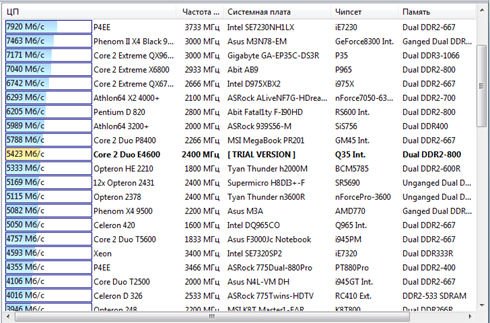 ЦП Частота ... Системная плата Чипсет Память
7920 Мб/с P4EE 3733 МГц Intel SE7230NH1LX iE7230 Dual DDR2-667
7463 Мб/с Phenom II X4 Black 9... 3000 МГц Asus M3N78-EM GeForce8300 Int. Ganged Dual DDR...
7171 Мб/с Core 2 Extreme QX96... 3000 МГц Gigabyte GA-EP35C-DS3R P35 Dual DDR3-1066
7040 Мб/с Core 2 Extreme X6800 2933 МГц Abit AB9 P965 Dual DDR2-800
6742 Мб/с Core 2 Extreme QX67... 2666 МГц Intel D975XBX2 i975X Dual DDR2-667
6293 Мб/с Athlon64 X2 4000+ 2100 МГц ASRock ALiveNF7G-HDrea... nForce7050-63... Dual DDR2-700
6205 Мб/с Pentium D 820 2800 МГц Abit Fatal1ty F-I90HD RS600 Int. Dual DDR2-800
5989 Мб/с Athlon64 3200+ 2000 МГц ASRock 939S56-M SiS756 Dual DDR400
5788 Мб/с Core 2 Duo P8400 2266 МГц MSI MegaBook PR201 GM45 Dual DDR2-667
5423 Мб/с Core 2 Duo E4600 2400 МГц [ TRIAL VERSION ] Q35 Int. Dual DDR2-800
5333 Мб/с Opteron HE 2210 1800 МГц Tyan Thunder h2000M BCM5785 Dual DDR2-600R
5169 Мб/с 12x Opteron 2431 2400 МГц Supermicro H8DI3+-F SR5690 Unganged Dual D...
5115 Мб/с Opteron 2378 2400 МГц Tyan Thunder n3600R nForcePro-3600 Unganged Dual D...
5082 Мб/с Phenom X4 9500 2200 МГц Asus M3A AMD770 Ganged Dual DDR...
5050 Мб/с Celeron 420 1600 МГц Intel DQ965CO Q965 Int. Dual DDR2-667
4757 Мб/с Core 2 Duo T5600 1833 МГц Asus F3000Jc Notebook i945PM Dual DDR2-667
4593 Мб/с Xeon 3400 МГц Intel SE7320SP2 iE7320 Dual DDR333R
4355 Мб/с P4EE 3466 МГц ASRock 775Dual-880Pro PT880Pro Dual DDR2-400
4106 Мб/с Core Duo T2500 2000 МГц Asus N4L-VM DH i945GT Int. Dual DDR2-667
4016 Мб/с Celeron D 326 2533 МГц ASRock 775Twins-HDTV RC410 Ext. DDR2-533 SDRAM
3946 Мб/с Opteron 248 2200 МГц MSI K8T Master1-FAR K8T800 Dual DDR266R